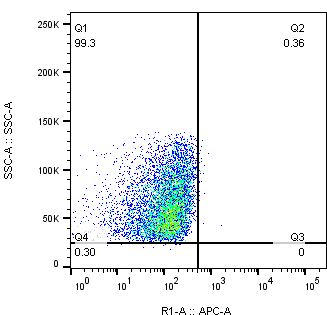 Q1
99.3
Q2
0.36
250K
200K
150K
100K
50K
0
SSC-A :: SSC-A
Q4
0.30
Q3
0
10^0
10^1
10^2
10^3
10^4
10^5
R1-A :: APC-A